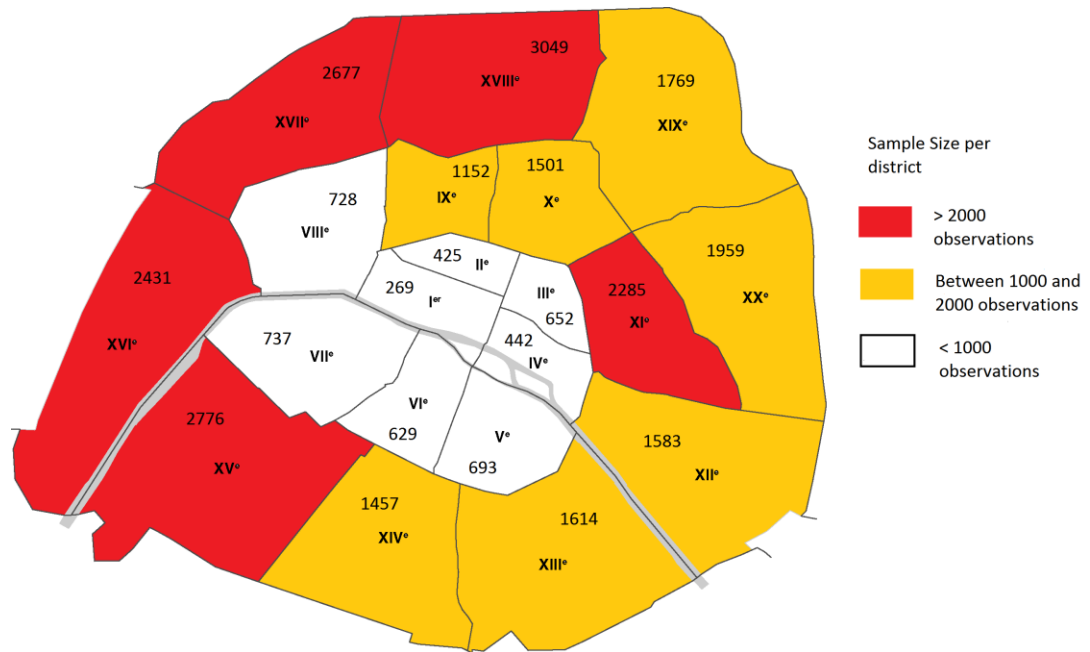 3049
XVIIIᵉ
2677
XVIIᵉ
1769
XIXᵉ
1152
IXᵉ
1501
Xᵉ
728
VIIIᵉ
425
IIᵉ
269
Iᵉʳ
IIIᵉ
652
2285
XIᵉ
1959
XXᵉ
2431
XVIᵉ
737
VIIᵉ
442
IVᵉ
VIᵉ
629
Vᵉ
693
2776
XVᵉ
1583
XIIᵉ
1457
XIVᵉ
1614
XIIIᵉ
Sample Size per
district
> 2000
observations
Between 1000 and
2000 observations
< 1000
observations